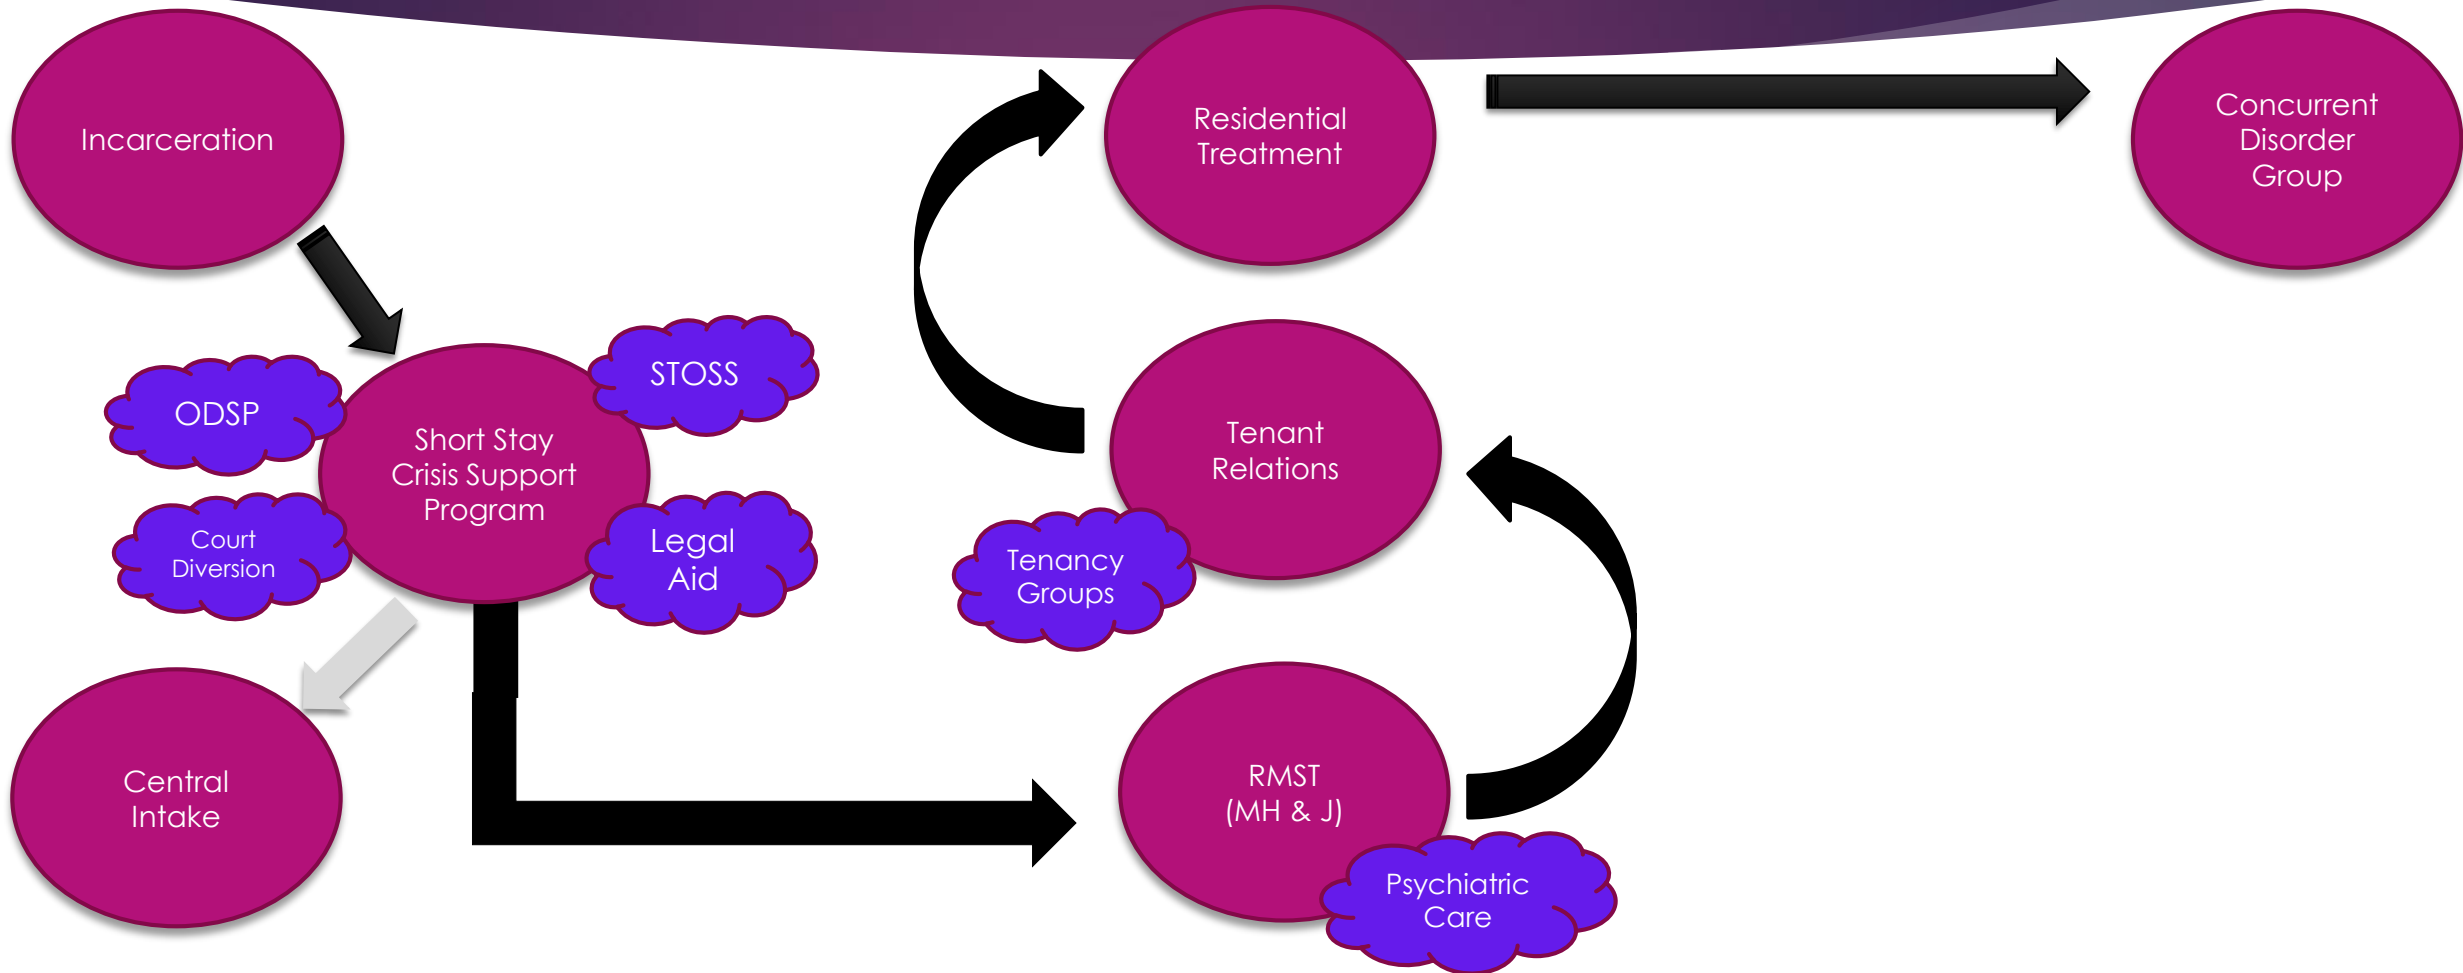 Incarceration
Residential
Treatment
Concurrent
Disorder
Group
STOSS
ODSP
Short Stay
Crisis Support
Program
Court
Diversion
Legal
Aid
Tenant
Relations
Tenancy
Groups
Central
Intake
RMST
(MH & J)
Psychiatric
Care